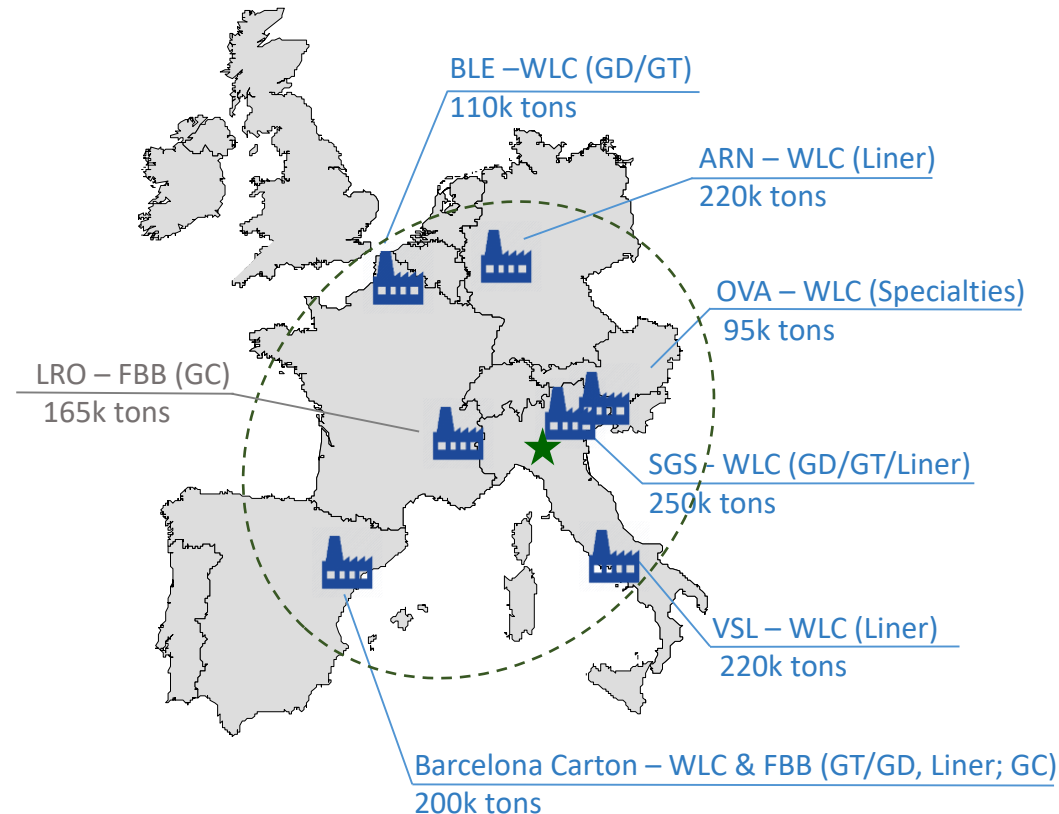 BLE –WLC (GD/GT)
110k tons
ARN – WLC (Liner)
220k tons
OVA – WLC (Specialties)
95k tons
LRO – FBB (GC)
165k tons
SGS - WLC (GD/GT/Liner)
250k tons
VSL – WLC (Liner)
220k tons
Barcelona Carton – WLC & FBB (GT/GD, Liner; GC)
200k tons